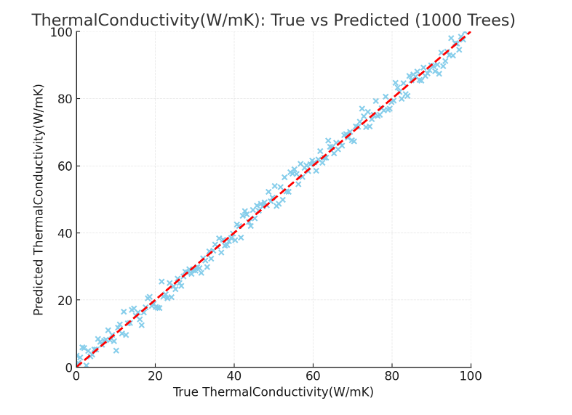 ThermalConductivity(W/mK): True vs Predicted (1000 Trees)
100
80
60
40
20
0
Predicted ThermalConductivity(W/mK)
0 20 40 60 80 100
True ThermalConductivity(W/mK)